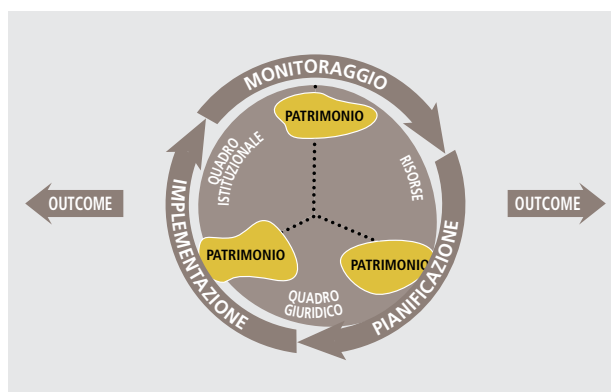 MONITORAGGIO
PATRIMONIO
QUADRO
ISTITUZIONALE
RISORSE
IMPLEMENTAZIONE
OUTCOME
OUTCOME
PATRIMONIO
PATRIMONIO
PIANIFICAZIONE
QUADRO
GIURIDICO